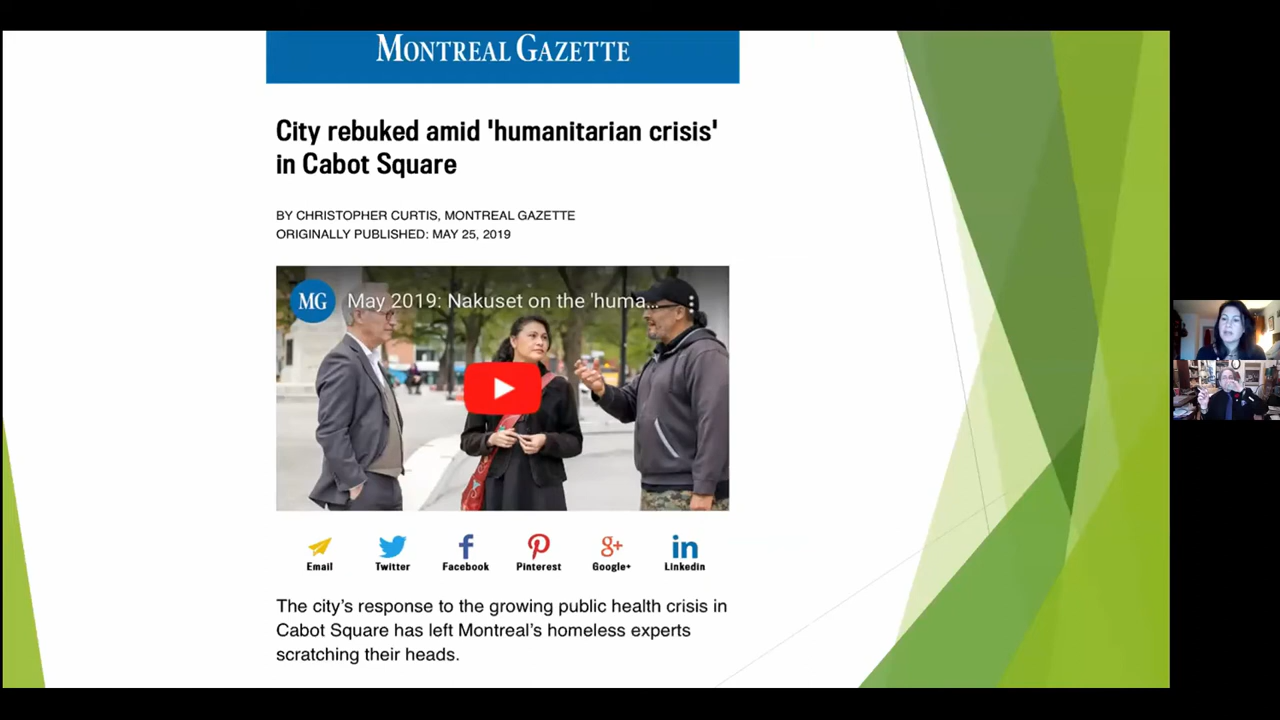 MONTREAL GAZETTE
City rebuked amid 'humanitarian crisis'
in Cabot Square
BY CHRISTOPHER CURTIS, MONTREAL GAZETTE
ORIGINALLY PUBLISHED: MAY 25, 2019
MG May 2019: Nakuset on the 'huma...
Email Twitter Facebook Pinterest Google+ Linkedin
The city’s response to the growing public health crisis in
Cabot Square has left Montreal’s homeless experts
scratching their heads.